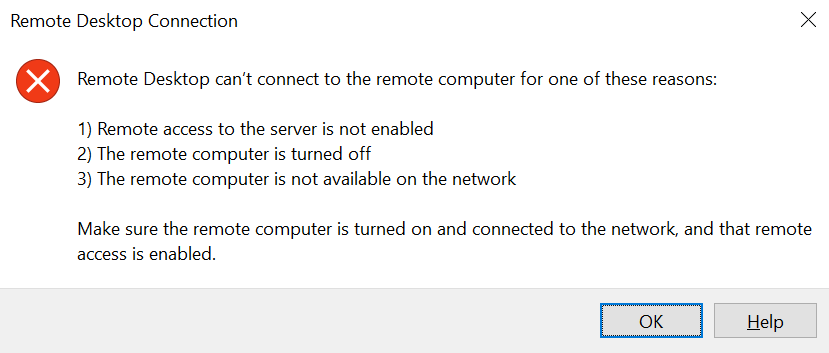 Remote Desktop Connection
Remote Desktop can't connect to the remote computer for one of these reasons:
1) Remote access to the server is not enabled
2) The remote computer is turned off
3) The remote computer is not available on the network
Make sure the remote computer is turned on and connected to the network, and that remote
access is enabled.
OK
Help